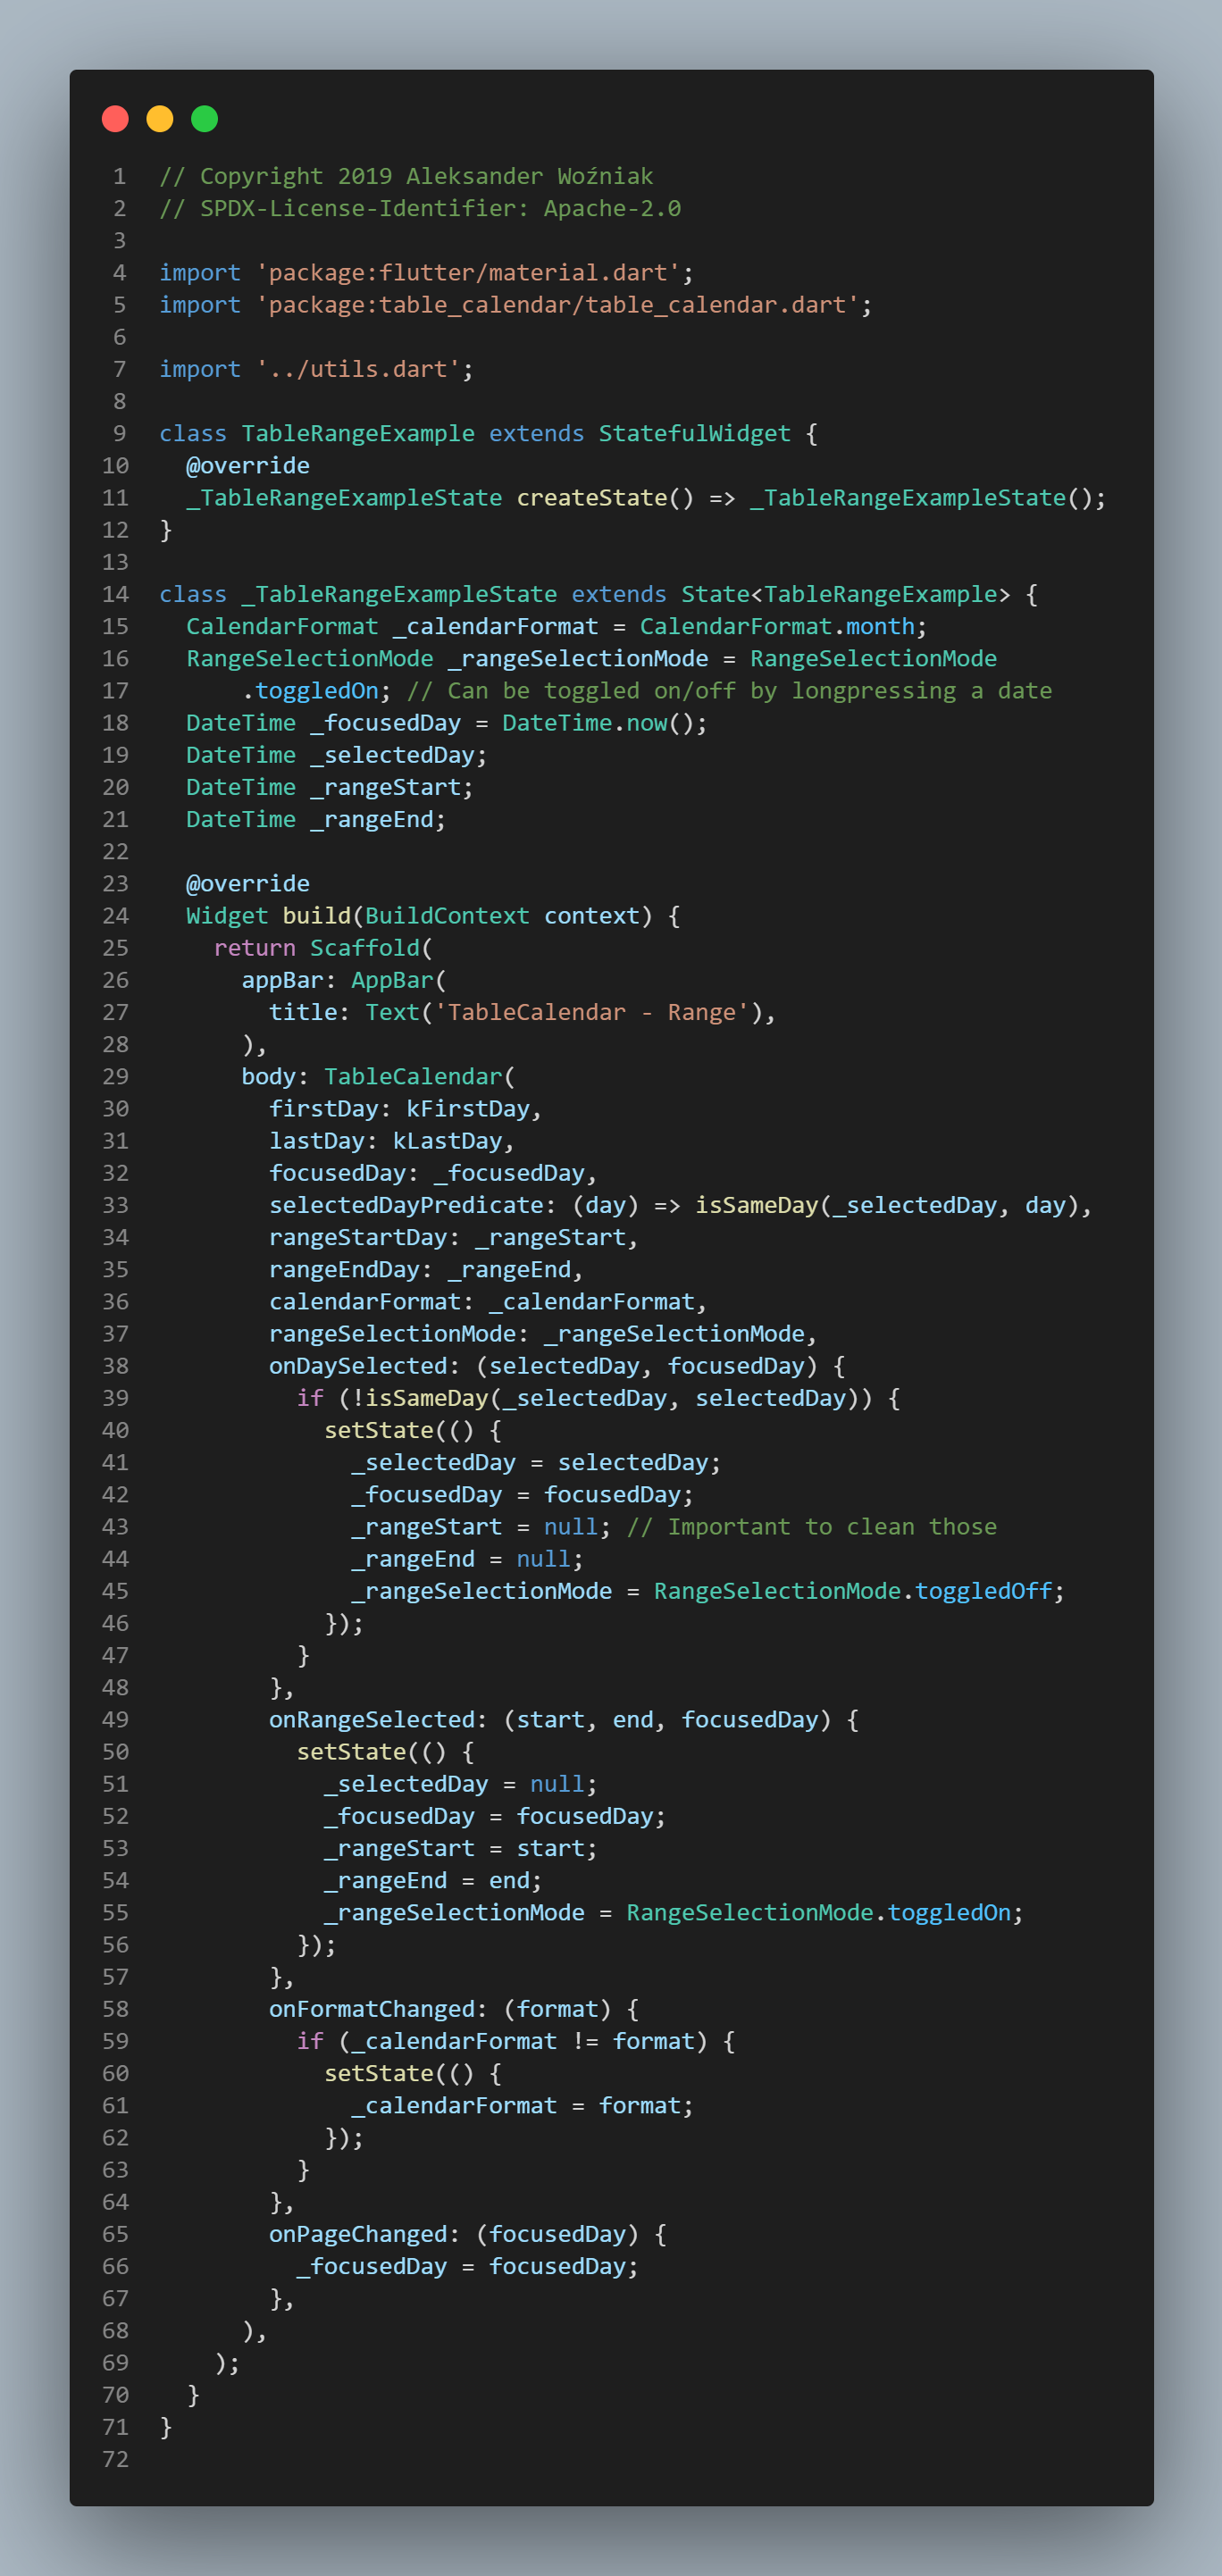 1 // Copyright 2019 Aleksander Woźniak
2 // SPDX-License-Identifier: Apache-2.0
3
4 import 'package:flutter/material.dart';
5 import 'package:table_calendar/table_calendar.dart';
6
7 import '../utils.dart';
8
9 class TableRangeExample extends StatefulWidget {
10   @override
11   _TableRangeExampleState createState() => _TableRangeExampleState();
12 }
13
14 class _TableRangeExampleState extends State<TableRangeExample> {
15   CalendarFormat _calendarFormat = CalendarFormat.month;
16   RangeSelectionMode _rangeSelectionMode = RangeSelectionMode
17       .toggledOn; // Can be toggled on/off by longpressing a date
18   DateTime _focusedDay = DateTime.now();
19   DateTime _selectedDay;
20   DateTime _rangeStart;
21   DateTime _rangeEnd;
22
23   @override
24   Widget build(BuildContext context) {
25     return Scaffold(
26       appBar: AppBar(
27         title: Text('TableCalendar - Range'),
28       ),
29       body: TableCalendar(
30         firstDay: kFirstDay,
31         lastDay: kLastDay,
32         focusedDay: _focusedDay,
33         selectedDayPredicate: (day) => isSameDay(_selectedDay, day),
34         rangeStartDay: _rangeStart,
35         rangeEndDay: _rangeEnd,
36         calendarFormat: _calendarFormat,
37         rangeSelectionMode: _rangeSelectionMode,
38         onDaySelected: (selectedDay, focusedDay) {
39           if (!isSameDay(_selectedDay, selectedDay)) {
40             setState(() {
41               _selectedDay = selectedDay;
42               _focusedDay = focusedDay;
43               _rangeStart = null; // Important to clean those
44               _rangeEnd = null;
45               _rangeSelectionMode = RangeSelectionMode.toggledOff;
46             });
47           }
48         },
49         onRangeSelected: (start, end, focusedDay) {
50           setState(() {
51             _selectedDay = null;
52             _focusedDay = focusedDay;
53             _rangeStart = start;
54             _rangeEnd = end;
55             _rangeSelectionMode = RangeSelectionMode.toggledOn;
56           });
57         },
58         onFormatChanged: (format) {
59           if (_calendarFormat != format) {
60             setState(() {
61               _calendarFormat = format;
62             });
63           }
64         },
65         onPageChanged: (focusedDay) {
66           _focusedDay = focusedDay;
67         },
68       ),
69     );
70   }
71 }
72